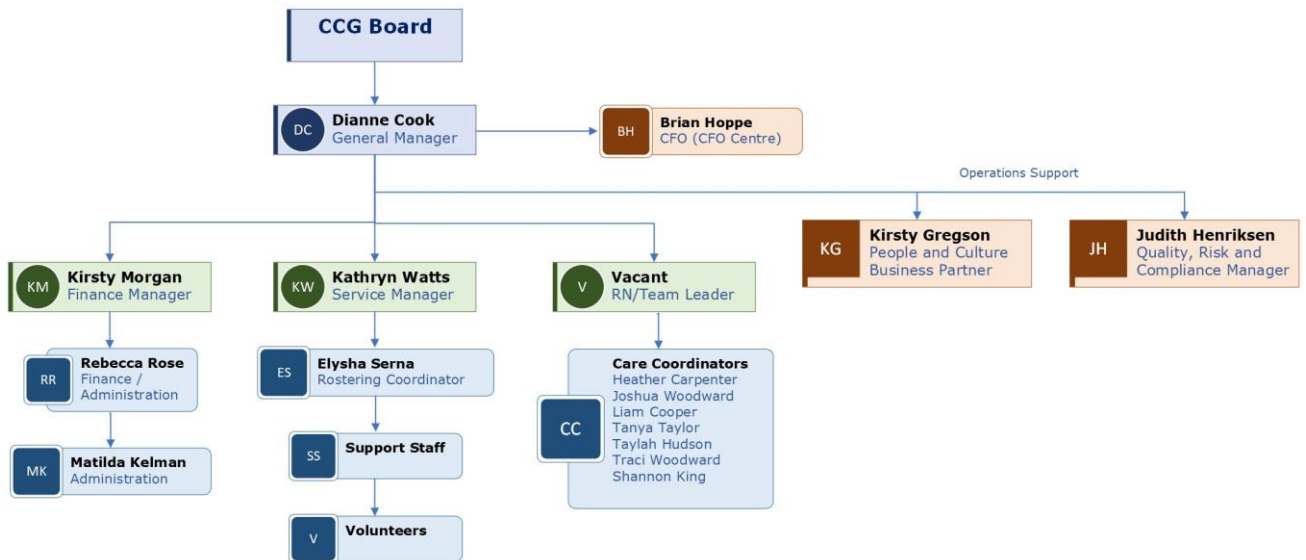 CCG Board
DC
Dianne Cook
General Manager
BH
Brian Hoppe
CFO (CFO Centre)
Operations Support
KM
Kirsty Morgan
Finance Manager
KW
Kathryn Watts
Service Manager
V
Vacant
RN/Team Leader
KG
Kirsty Gregson
People and Culture
Business Partner
JH
Judith Henriksen
Quality, Risk and
Compliance Manager
RR
Rebecca Rose
Finance /
Administration
MK
Matilda Kelman
Administration
ES
Elysha Serna
Rostering Coordinator
SS
Support Staff
V
Volunteers
CC
Care Coordinators
Heather Carpenter
Joshua Woodward
Liam Cooper
Tanya Taylor
Taylah Hudson
Traci Woodward
Shannon King